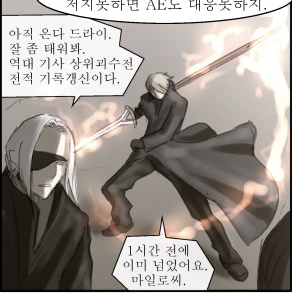 저지못하면 AE도 대응못하지.
아직 온다 드라이.
잘 좀 태워봐.
역대 기사 상위괴수전
전적 기록갱신이다.
1시간 전에
이미 넘었어요.
마일로씨.